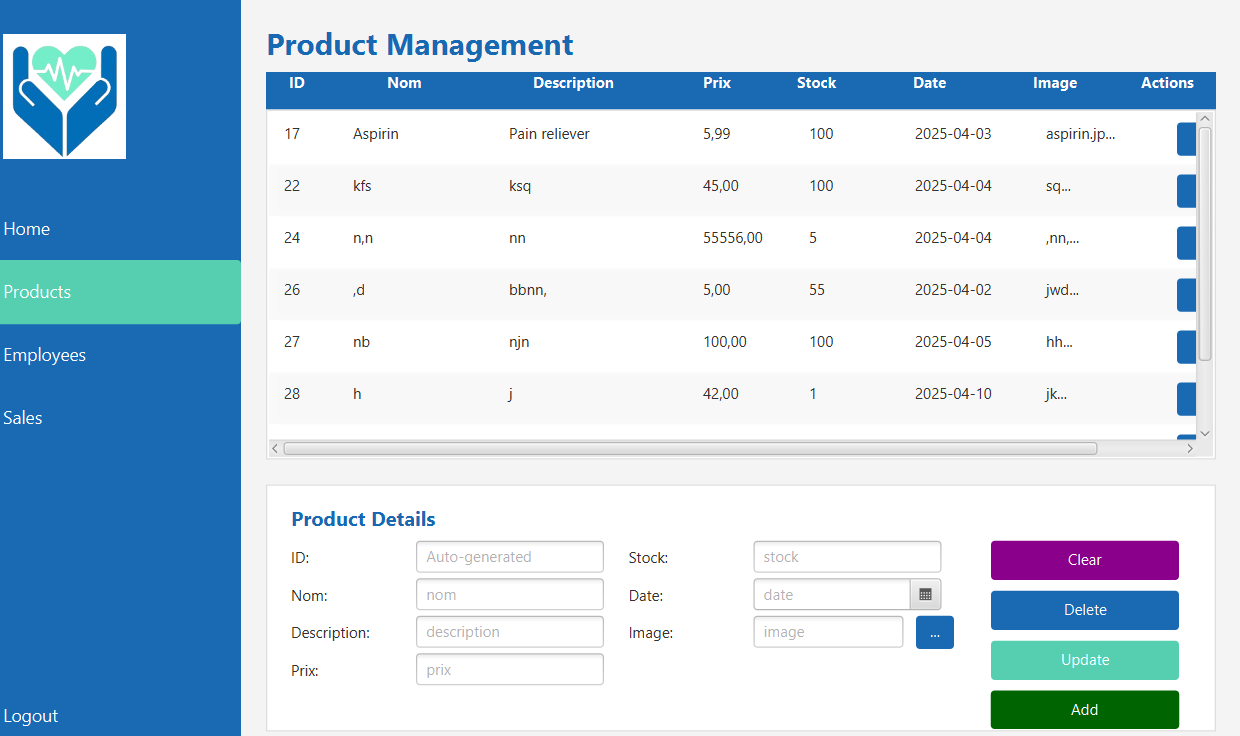 Product Management
ID Nom Description Prix Stock Date Image Actions
17 Aspirin Pain reliever 5,99 100 2025-04-03 aspirin.jp...
22 kfs ksq 45,00 100 2025-04-04 sq...
24 n,n nn 55556,00 5 2025-04-04 ,nn,...
26 ,d bbnn, 5,00 55 2025-04-02 jwd...
27 nb njn 100,00 100 2025-04-05 hh...
28 h j 42,00 1 2025-04-10 jk...
Home
Products
Employees
Sales
Logout
Product Details
ID: Auto-generated Stock: stock
Nom: nom Date: date
Description: description Image: image ...
Prix: prix
Clear
Delete
Update
Add